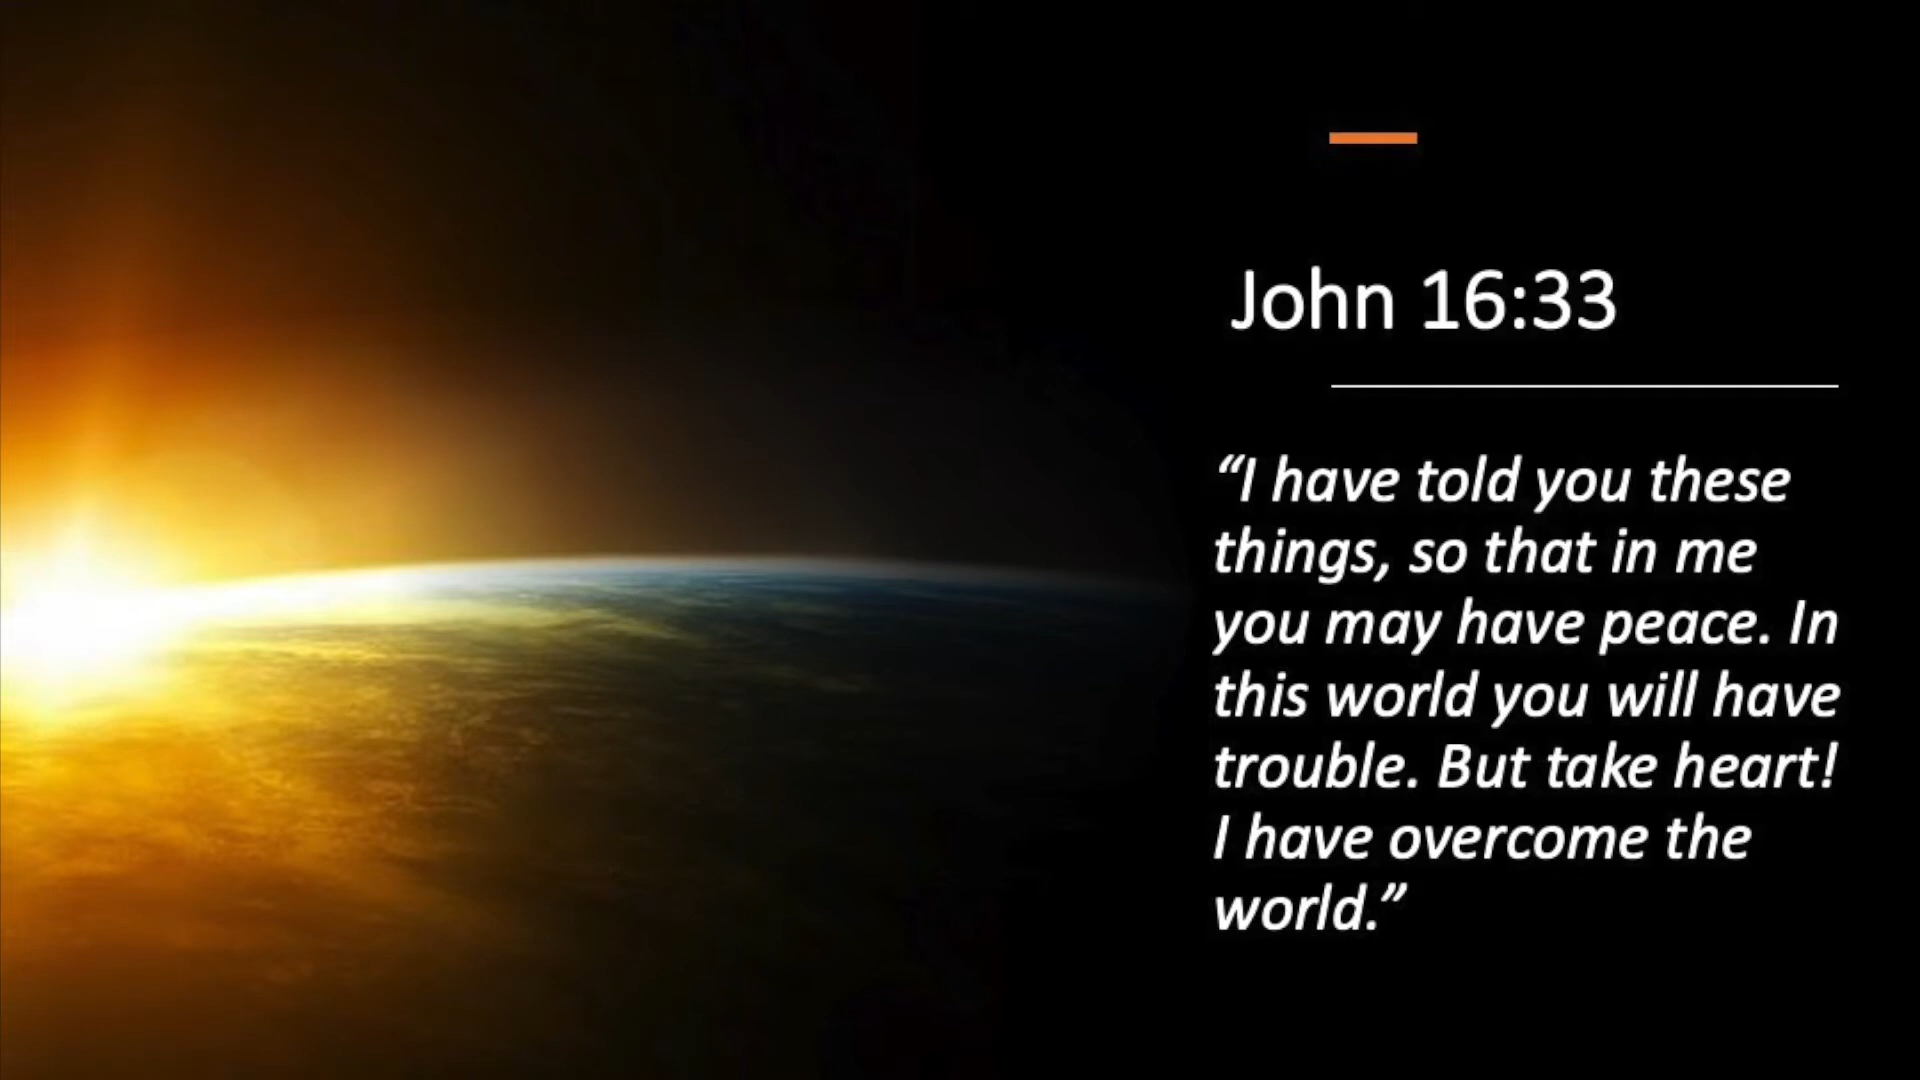 John 16:33
“I have told you these
things, so that in me
you may have peace. In
this world you will have
trouble. But take heart!
I have overcome the
world.”